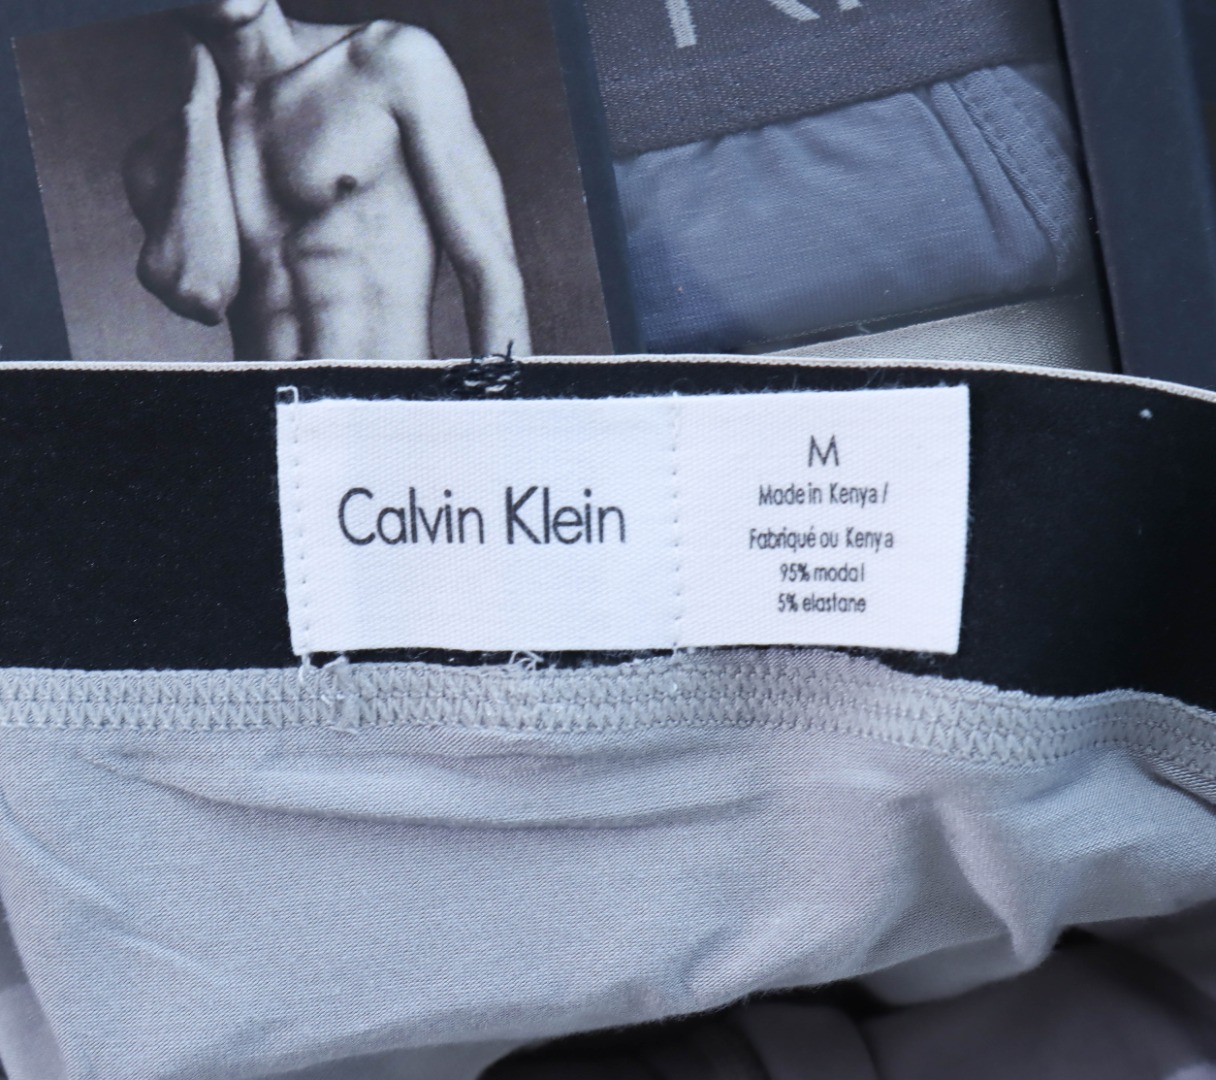 Calvin Klein
M
Made in Kenya /
Fabriqué ou Kenya
95% modal
5% elastane